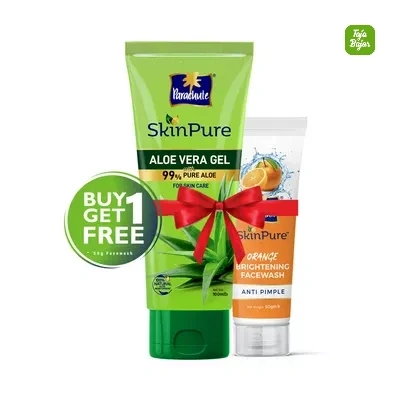 Taja
Bajar
Parachute
SkinPure
ALOE VERA GEL
with
99% PURE ALOE
FOR SKIN CARE
BUY 1
GET
FREE
SkinPure
ORANGE
BRIGHTENING
FACEWASH
ANTI PIMPLE